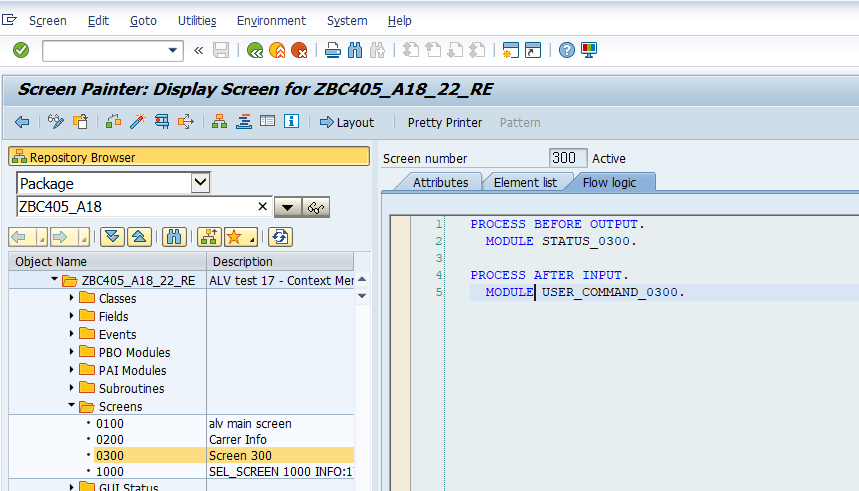 Screen Edit Goto Utilities Environment System Help
Screen Painter: Display Screen for ZBC405_A18_22_RE
Layout Pretty Printer Pattern
Repository Browser
Package
ZBC405_A18
Object Name Description
ZBC405_A18_22_RE ALV test 17 - Context Mer
Classes
Fields
Events
PBO Modules
PAI Modules
Subroutines
Screens
0100 alv main screen
0200 Carrer Info
0300 Screen 300
1000 SEL_SCREEN 1000 INFO:1
GUI Status
Screen number 300 Active
Attributes Element list Flow logic
1 PROCESS BEFORE OUTPUT.
2 MODULE STATUS_0300.
3
4 PROCESS AFTER INPUT.
5 MODULE USER_COMMAND_0300.